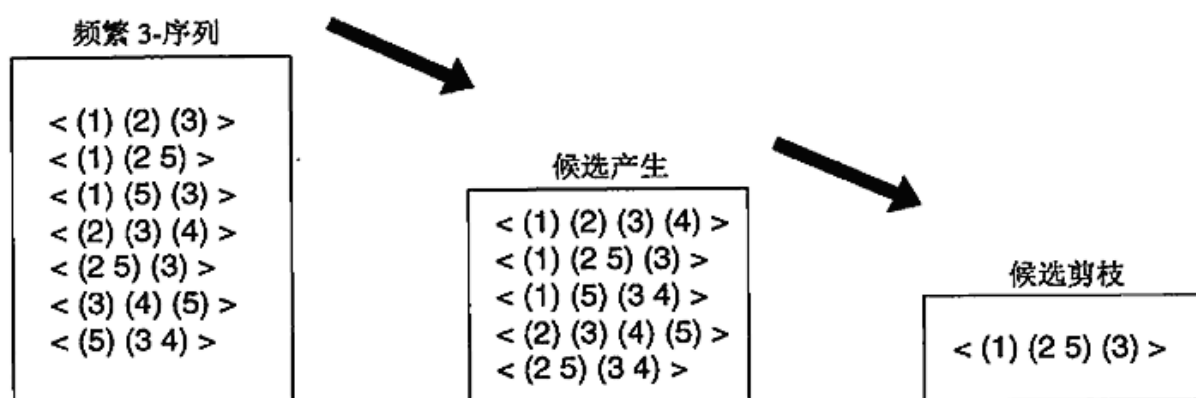 频繁 3-序列
< (1) (2) (3) >
< (1) (2 5) >
< (1) (5) (3) >
< (2) (3) (4) >
< (2 5) (3) >
< (3) (4) (5) >
< (5) (3 4) >
候选产生
< (1) (2) (3) (4) >
< (1) (2 5) (3) >
< (1) (5) (3 4) >
< (2) (3) (4) (5) >
< (2 5) (3 4) >
候选剪枝
< (1) (2 5) (3) >